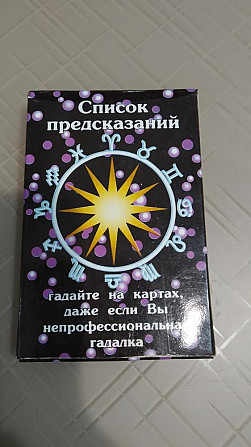 Список
предсказаний
гадайте на картах,
даже если Вы
непрофессиональная
гадалка